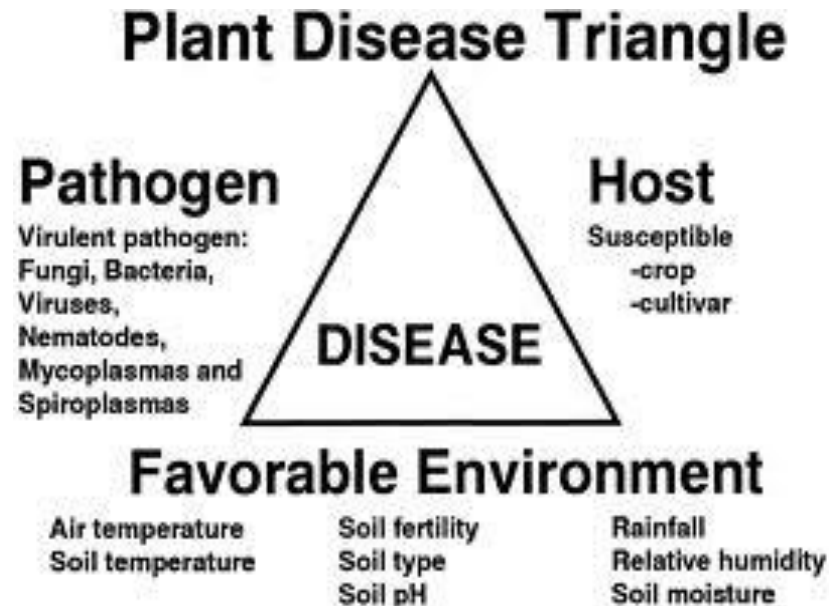 Plant Disease Triangle
Pathogen
Virulent pathogen:
Fungi, Bacteria,
Viruses,
Nematodes,
Mycoplasmas and
Spiroplasmas
Host
Susceptible
-crop
-cultivar
DISEASE
Favorable Environment
Air temperature
Soil temperature
Soil fertility
Soil type
Soil pH
Rainfall
Relative humidity
Soil moisture